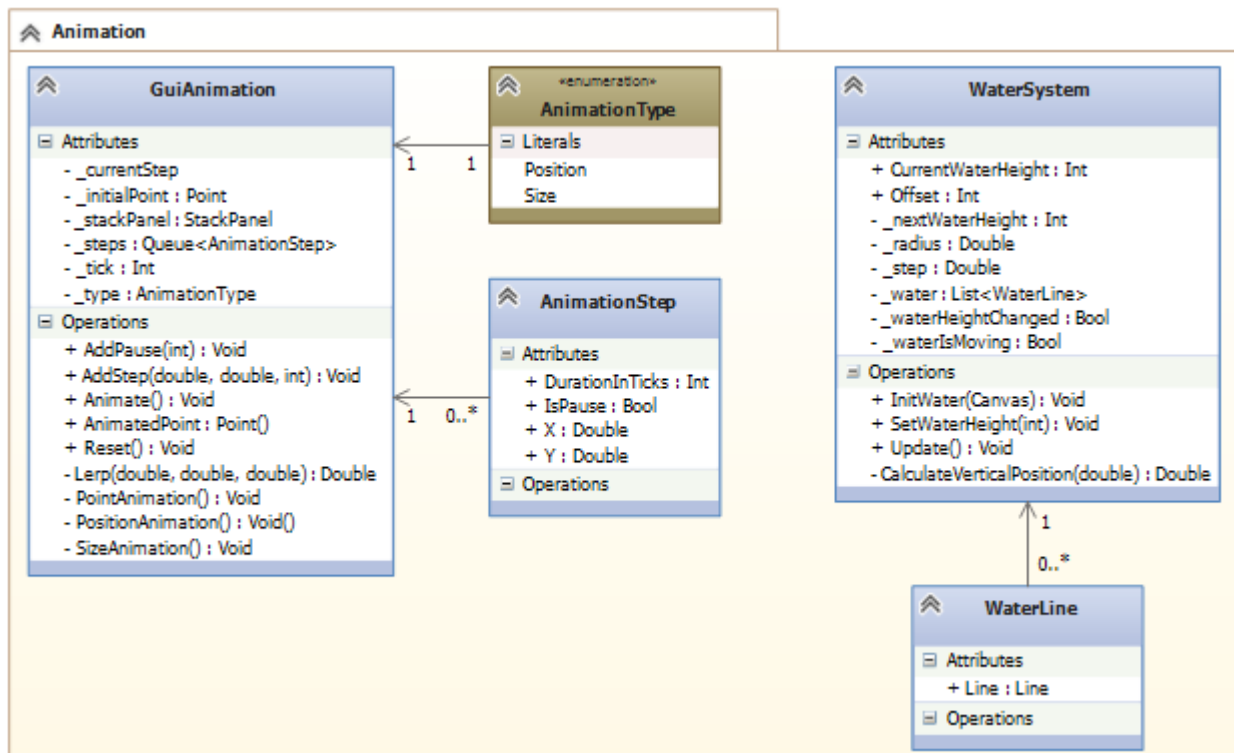 Animation
GuiAnimation
Attributes
- _currentStep
- _initialPoint : Point
- _stackPanel : StackPanel
- _steps : Queue<AnimationStep>
- _tick : Int
- _type : AnimationType
Operations
+ AddPause(int) : Void
+ AddStep(double, double, int) : Void
+ Animate() : Void
+ AnimatedPoint : Point()
+ Reset() : Void
- Lerp(double, double, double) : Double
- PointAnimation() : Void
- PositionAnimation() : Void()
- SizeAnimation() : Void
1
1
«enumeration»
AnimationType
Literals
Position
Size
1
0..*
AnimationStep
Attributes
+ DurationInTicks : Int
+ IsPause : Bool
+ X : Double
+ Y : Double
Operations
WaterSystem
Attributes
+ CurrentWaterHeight : Int
+ Offset : Int
- _nextWaterHeight : Int
- _radius : Double
- _step : Double
- _water : List<WaterLine>
- _waterHeightChanged : Bool
- _waterIsMoving : Bool
Operations
+ InitWater(Canvas) : Void
+ SetWaterHeight(int) : Void
+ Update() : Void
- CalculateVerticalPosition(double) : Double
1
0..*
WaterLine
Attributes
+ Line : Line
Operations